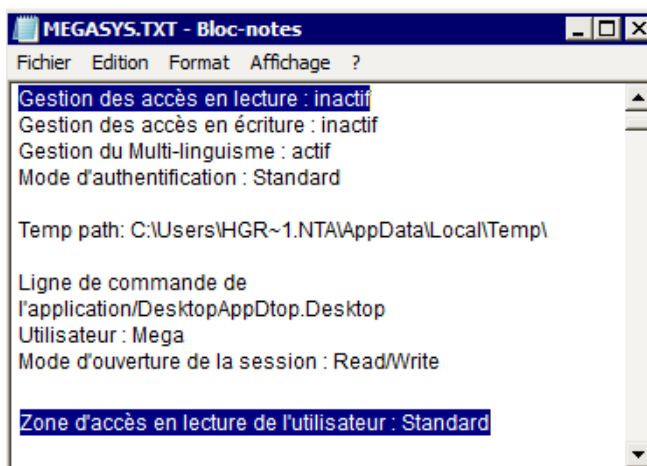 MEGASYS.TXT - Bloc-notes
Fichier Edition Format Affichage ?
Gestion des accès en lecture : inactif
Gestion des accès en écriture : inactif
Gestion du Multi-linguisme : actif
Mode d'authentification : Standard
Temp path: C:\Users\HGR~1.NTA\AppData\Local\Temp\
Ligne de commande de
l'application/DesktopAppDtop.Desktop
Utilisateur : Mega
Mode d'ouverture de la session : Read/Write
Zone d'accès en lecture de l'utilisateur : Standard